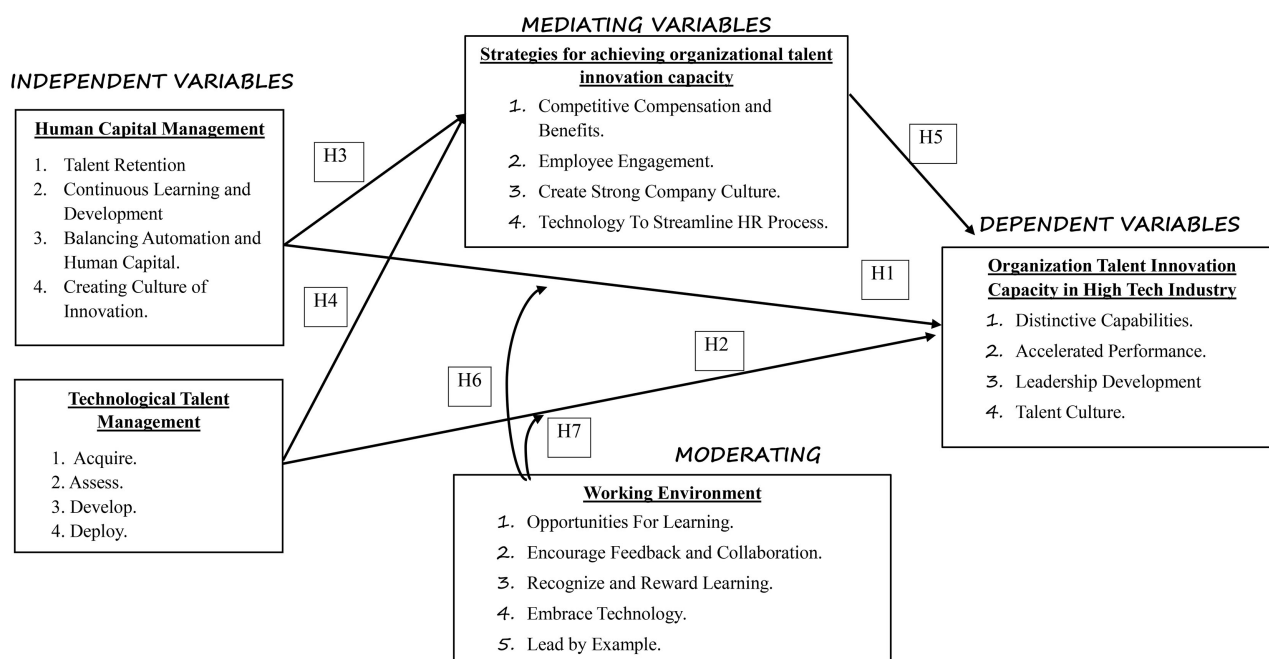 MEDIATING VARIABLES
Strategies for achieving organizational talent
innovation capacity
1. Competitive Compensation and
Benefits.
2. Employee Engagement.
3. Create Strong Company Culture.
4. Technology To Streamline HR Process.
INDEPENDENT VARIABLES
Human Capital Management
1. Talent Retention
2. Continuous Learning and
Development
3. Balancing Automation and
Human Capital.
4. Creating Culture of
Innovation.
H3
H5
H4
H1
H2
H6
H7
DEPENDENT VARIABLES
Organization Talent Innovation
Capacity in High Tech Industry
1. Distinctive Capabilities.
2. Accelerated Performance.
3. Leadership Development
4. Talent Culture.
Technological Talent
Management
1. Acquire.
2. Assess.
3. Develop.
4. Deploy.
MODERATING
Working Environment
1. Opportunities For Learning.
2. Encourage Feedback and Collaboration.
3. Recognize and Reward Learning.
4. Embrace Technology.
5. Lead by Example.